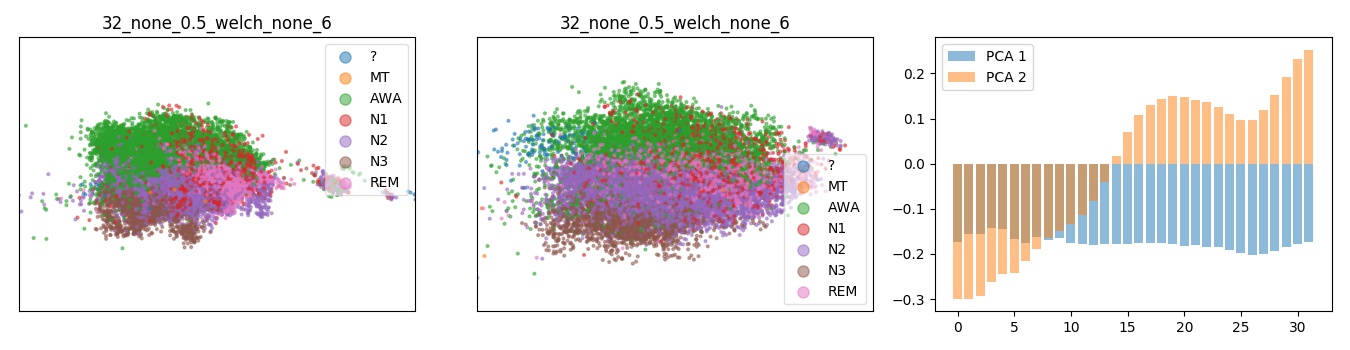 32_none_0.5_welch_none_6
?
MT
AWA
N1
N2
N3
REM
32_none_0.5_welch_none_6
?
MT
AWA
N1
N2
N3
REM
PCA 1
PCA 2
0.2
0.1
0.0
−0.1
−0.2
−0.3
0 5 10 15 20 25 30